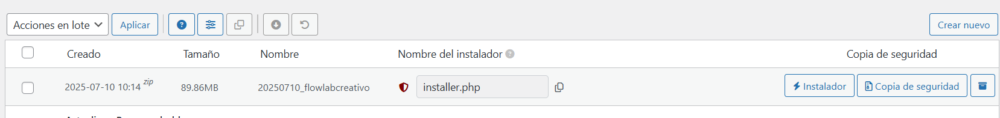 Acciones en lote Aplicar ? Crear nuevo
Creado Tamaño Nombre Nombre del instalador ? Copia de seguridad
2025-07-10 10:14 zip 89.86MB 20250710_flowlabcreativo installer.php Instalador Copia de seguridad